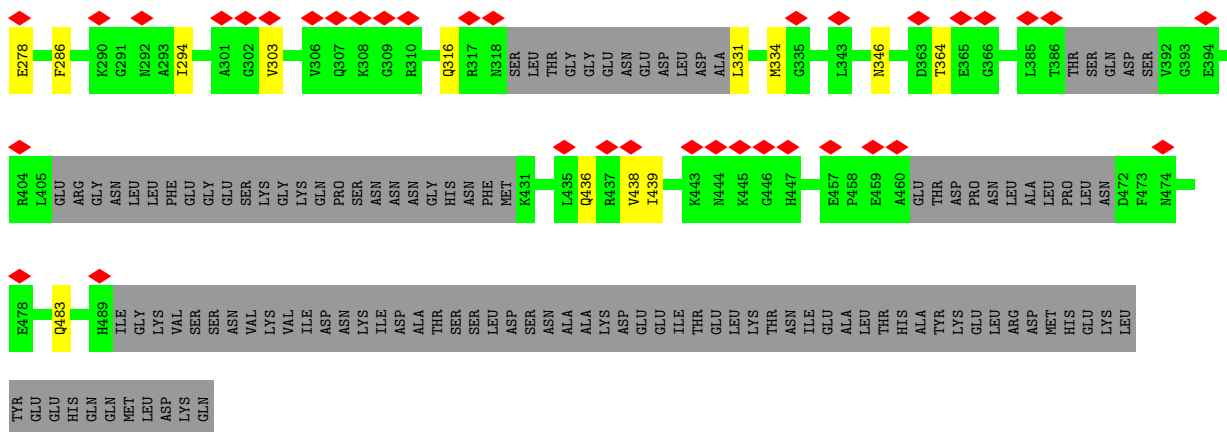 E278 F286 K290 G291 N292 A293 I294 A301 G302 V303 V306 Q307 K308 G309 R310 Q316 R317 N318 SER LEU THR GLY GLY GLU ASN GLU ASP LEU ASP ALA L331 M334 G335 L343 N346 D363 T364 E365 G366 L385 T386 THR SER GLN ASP SER V392 G393 E394
R404 L405 GLU ARG GLY ASN LEU LEU PHE GLU GLY GLU SER LYS GLY LYS GLN PRO SER ASN ASN ASN GLY HIS ASN PHE MET K431 L435 Q436 R437 V438 I439 K443 N444 K445 G446 H447 E457 P458 E459 A460 GLU THR ASP PRO ASN LEU ALA LEU PRO LEU ASN D472 F473 N474
E478 Q483 H489 ILE GLY LYS VAL SER SER ASN VAL LYS VAL ILE ASP ASN LYS ILE ASP ALA THR SER SER LEU ASP SER ASN ALA ALA LYS ASP GLU GLU ILE THR GLU LEU LYS THR ASN ILE GLU ALA LEU THR HIS ALA TYR LYS GLU LEU ARG ASP MET HIS GLU LYS LEU
TYR GLU GLU HIS GLN GLN MET LEU ASP LYS GLN